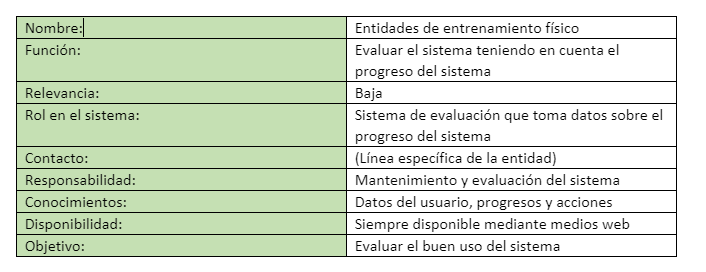 Nombre: Entidades de entrenamiento físico
Función: Evaluar el sistema teniendo en cuenta el
progreso del sistema
Relevancia: Baja
Rol en el sistema: Sistema de evaluación que toma datos sobre el
progreso del sistema
Contacto: (Línea específica de la entidad)
Responsabilidad: Mantenimiento y evaluación del sistema
Conocimientos: Datos del usuario, progresos y acciones
Disponibilidad: Siempre disponible mediante medios web
Objetivo: Evaluar el buen uso del sistema